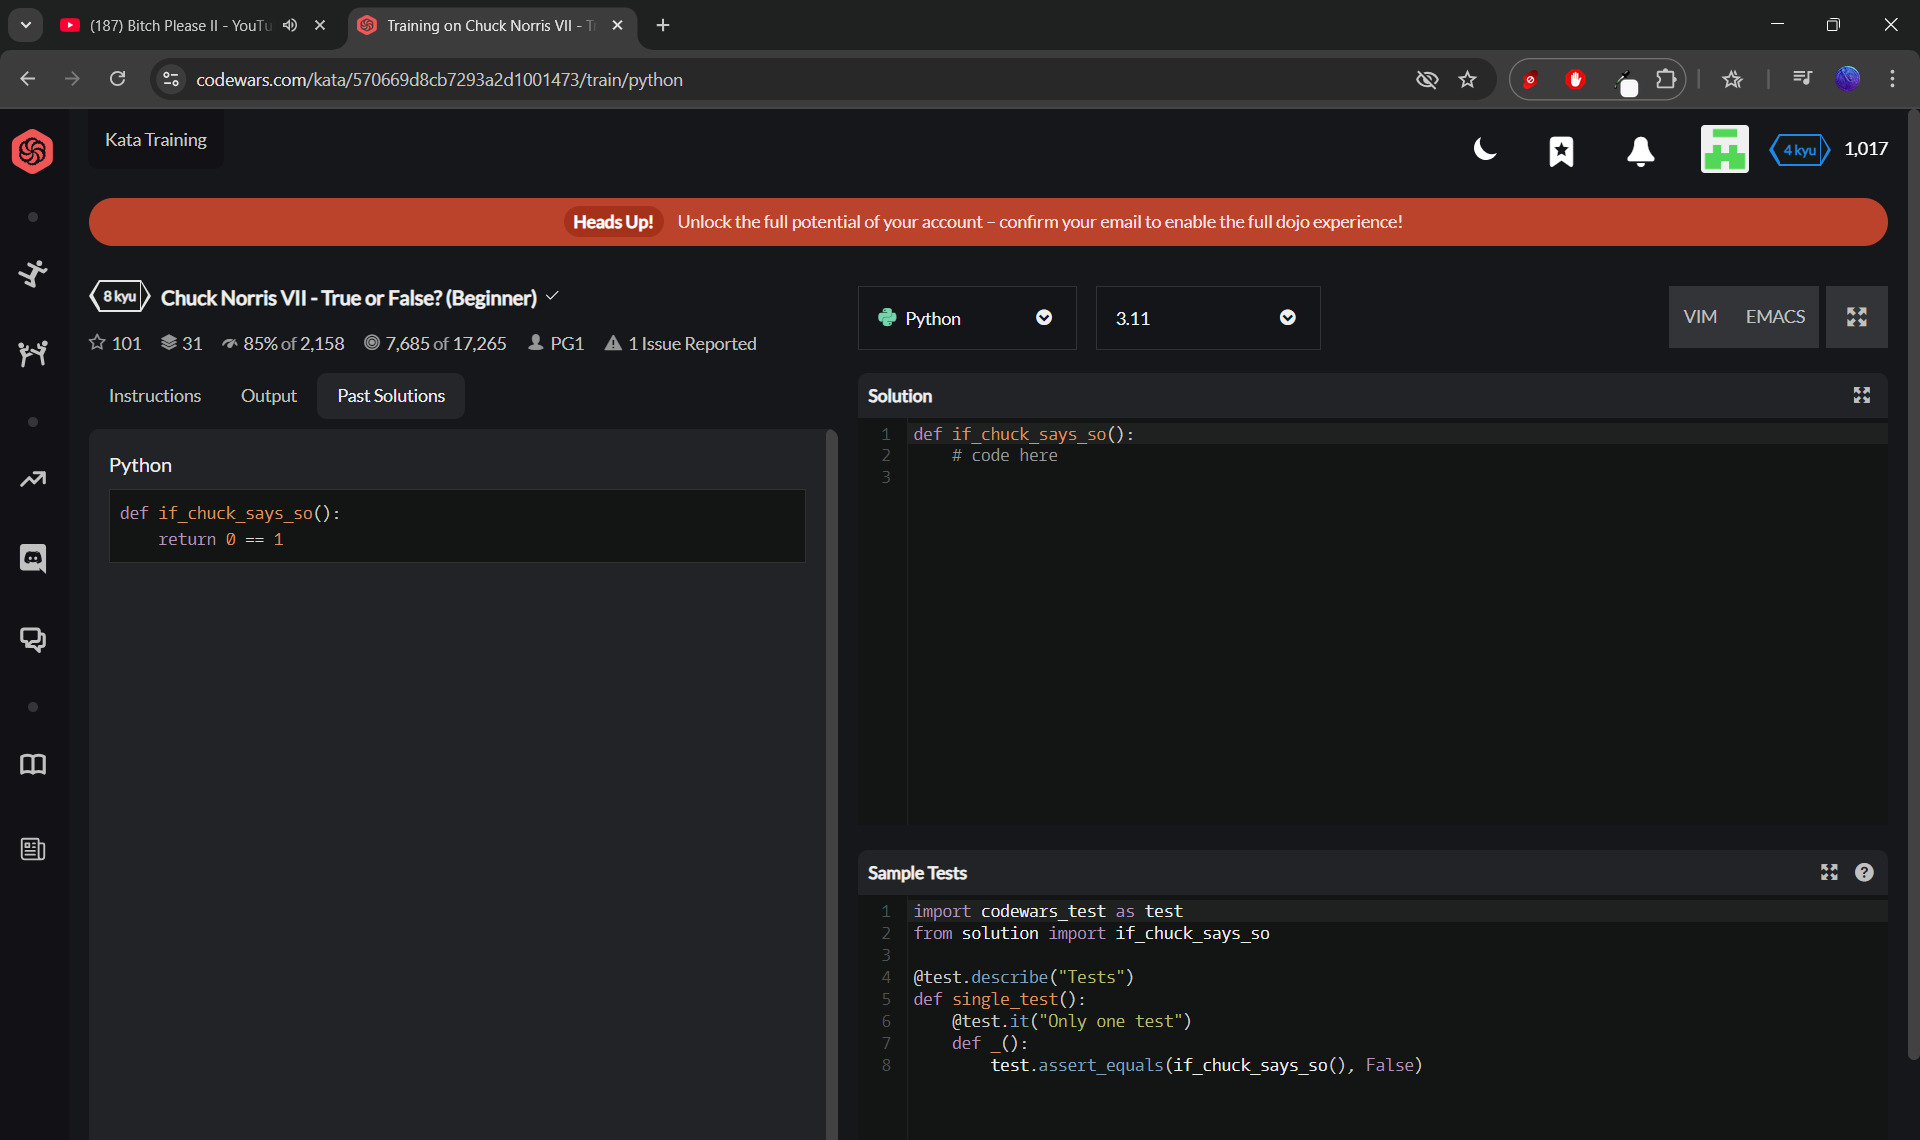 (187) Bitch Please II - YouTu
Training on Chuck Norris VII - T
codewars.com/kata/570669d8cb7293a2d1001473/train/python
Kata Training
4 kyu
1,017
Heads Up! Unlock the full potential of your account – confirm your email to enable the full dojo experience!
8 kyu Chuck Norris VII - True or False? (Beginner)
101 31 85% of 2,158 7,685 of 17,265 PG1 1 Issue Reported
Python
3.11
VIM EMACS
Instructions Output Past Solutions
Python
def if_chuck_says_so():
    return 0 == 1
Solution
1 def if_chuck_says_so():
2     # code here
3
Sample Tests
?
1 import codewars_test as test
2 from solution import if_chuck_says_so
3
4 @test.describe("Tests")
5 def single_test():
6     @test.it("Only one test")
7     def _():
8         test.assert_equals(if_chuck_says_so(), False)